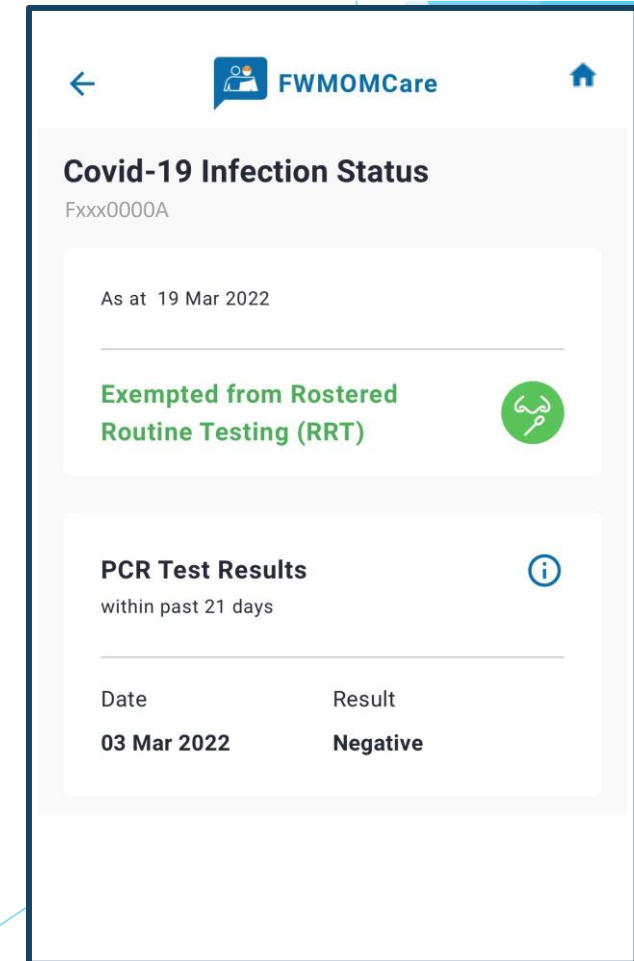 FWMOMCare
Covid-19 Infection Status
Fxxx0000A
As at 19 Mar 2022
Exempted from Rostered
Routine Testing (RRT)
PCR Test Results
within past 21 days
Date Result
03 Mar 2022 Negative